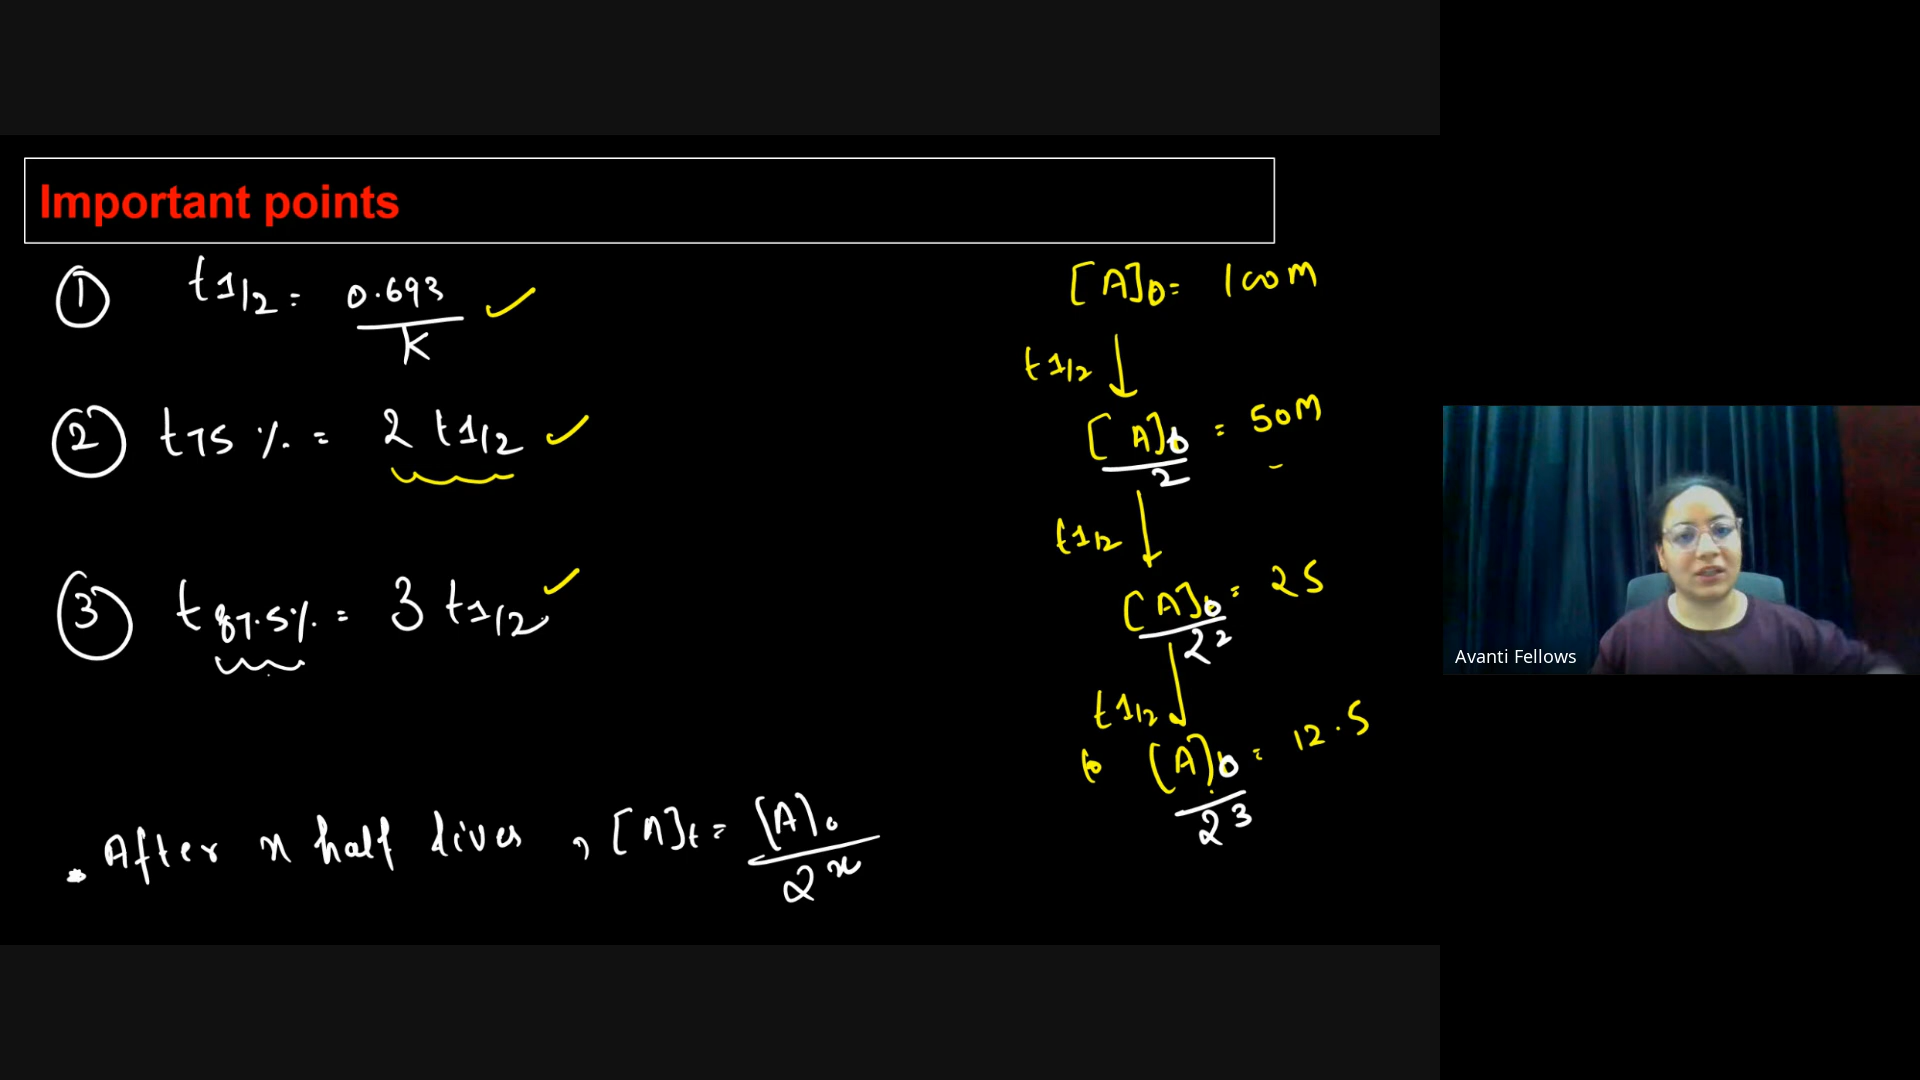 Important points
① t1/2 = 0.693/K ✓
② t75 % = 2 t1/2 ✓
③ t87.5% = 3 t1/2 ✓
• After n half lives , [A]t = [A]0/2^n
[A]0 = 100M
t1/2 ↓
[A]0/2 = 50M
t1/2 ↓
[A]0/2^2 = 25
t1/2 ↓
[A]0/2^3 = 12.5
Avanti Fellows